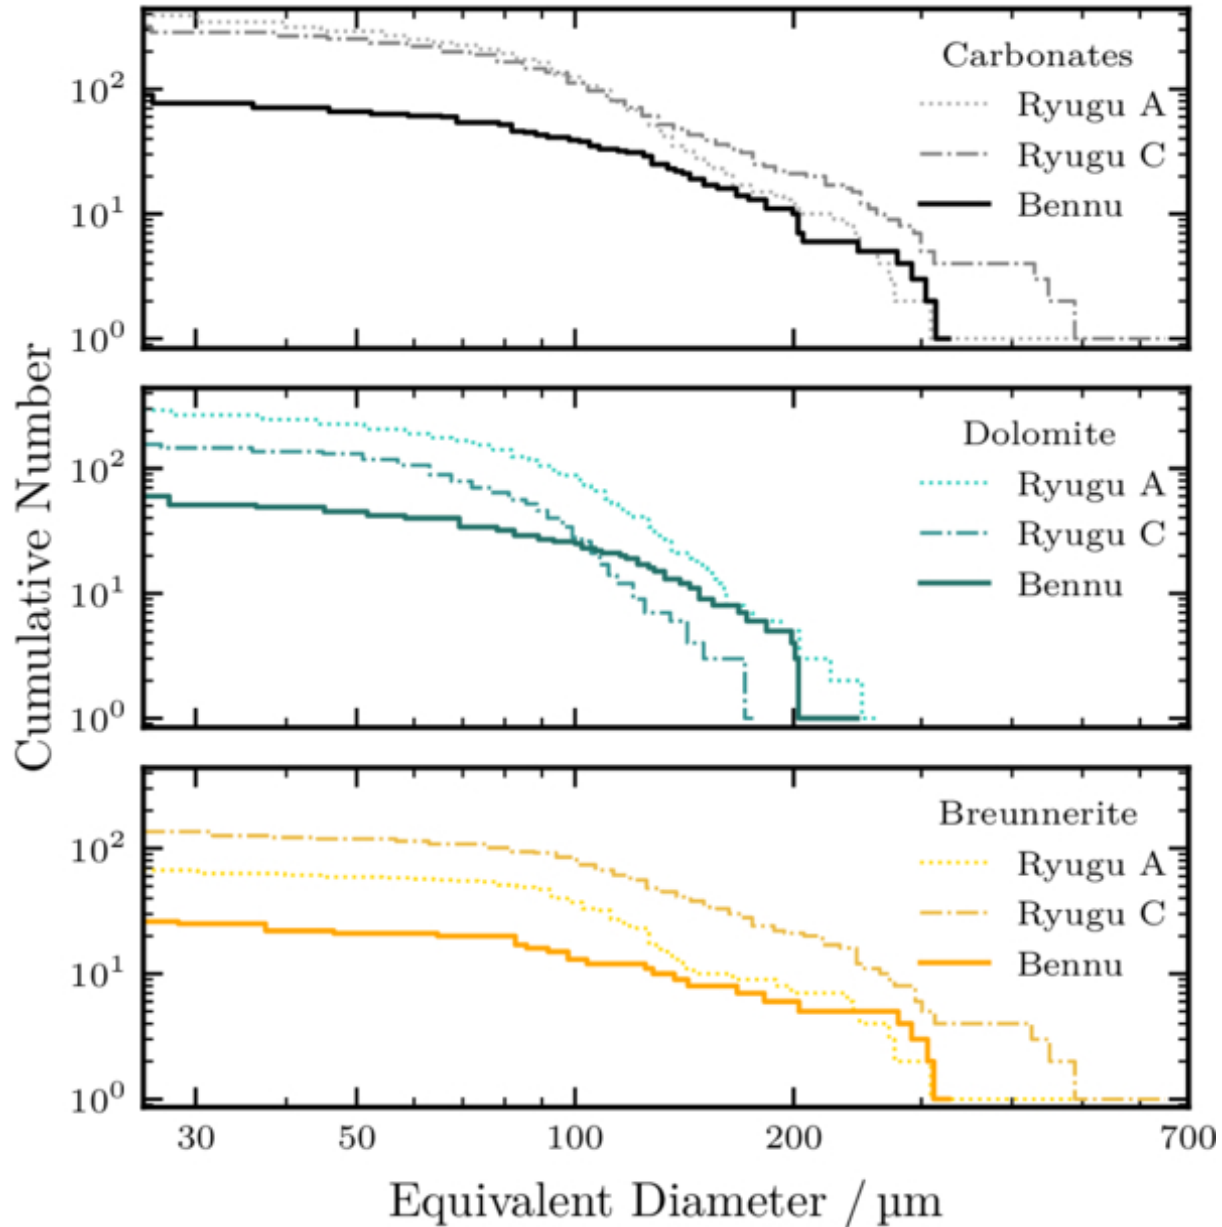 Carbonates
Ryugu A
Ryugu C
Bennu
10²
10¹
10⁰
Dolomite
Ryugu A
Ryugu C
Bennu
10²
10¹
10⁰
Breunnerite
Ryugu A
Ryugu C
Bennu
10²
10¹
10⁰
Cumulative Number
30 50 100 200 700
Equivalent Diameter / µm